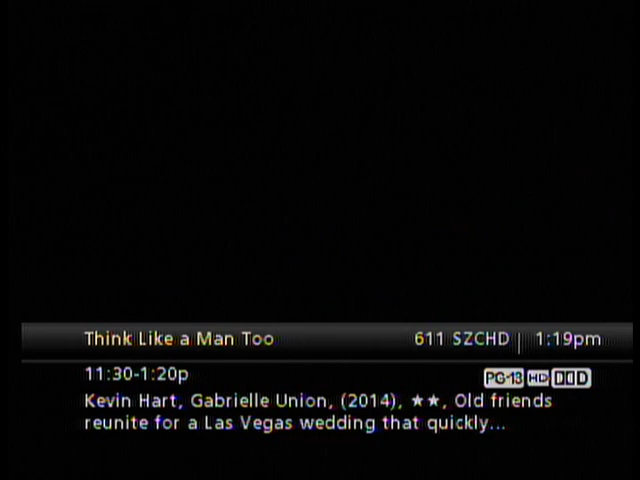 Think Like a Man Too 611 SZCHD 1:19pm
11:30-1:20p PG-13 HD DD
Kevin Hart, Gabrielle Union, (2014), ★★, Old friends
reunite for a Las Vegas wedding that quickly...